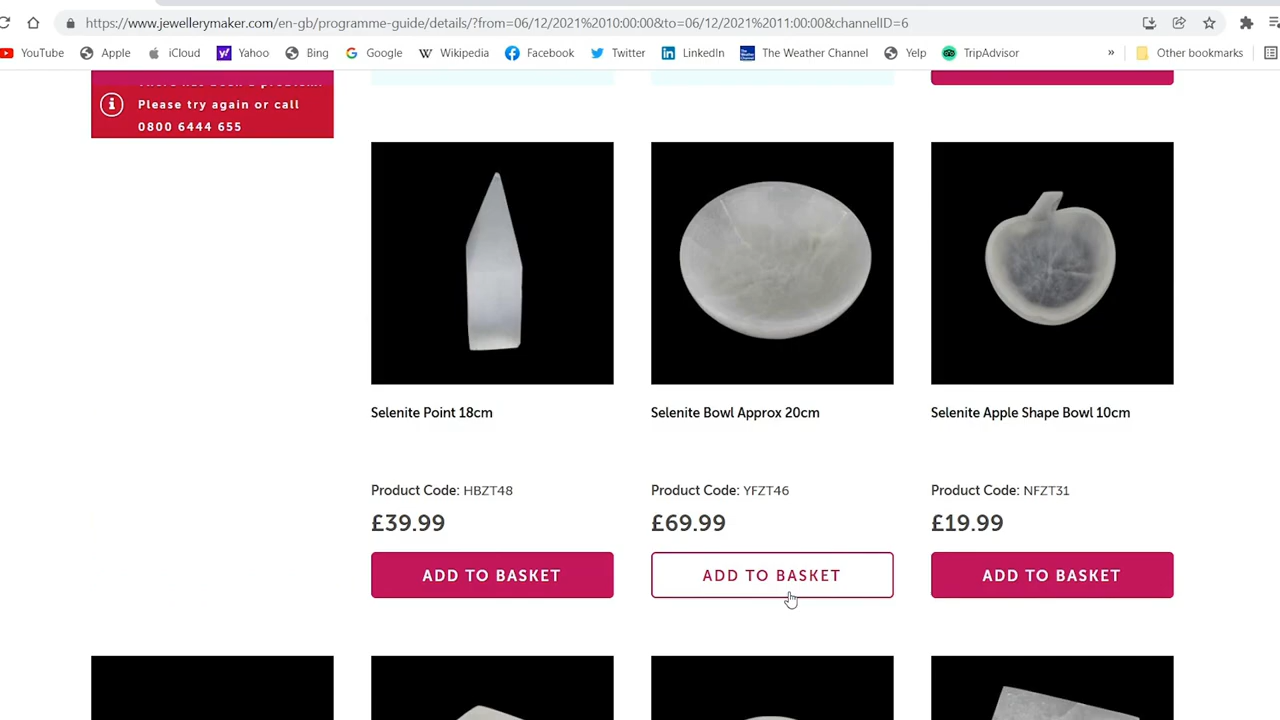 https://www.jewellerymaker.com/en-gb/programme-guide/details/?from=06/12/2021%2010:00:00&to=06/12/2021%2011:00:00&channelID=6
YouTube Apple iCloud Yahoo Bing Google Wikipedia Facebook Twitter LinkedIn The Weather Channel Yelp TripAdvisor » Other bookmarks
There has been a problem.
Please try again or call
0800 6444 655
Selenite Point 18cm
Selenite Bowl Approx 20cm
Selenite Apple Shape Bowl 10cm
Product Code: HBZT48
Product Code: YFZT46
Product Code: NFZT31
£39.99
£69.99
£19.99
ADD TO BASKET
ADD TO BASKET
ADD TO BASKET